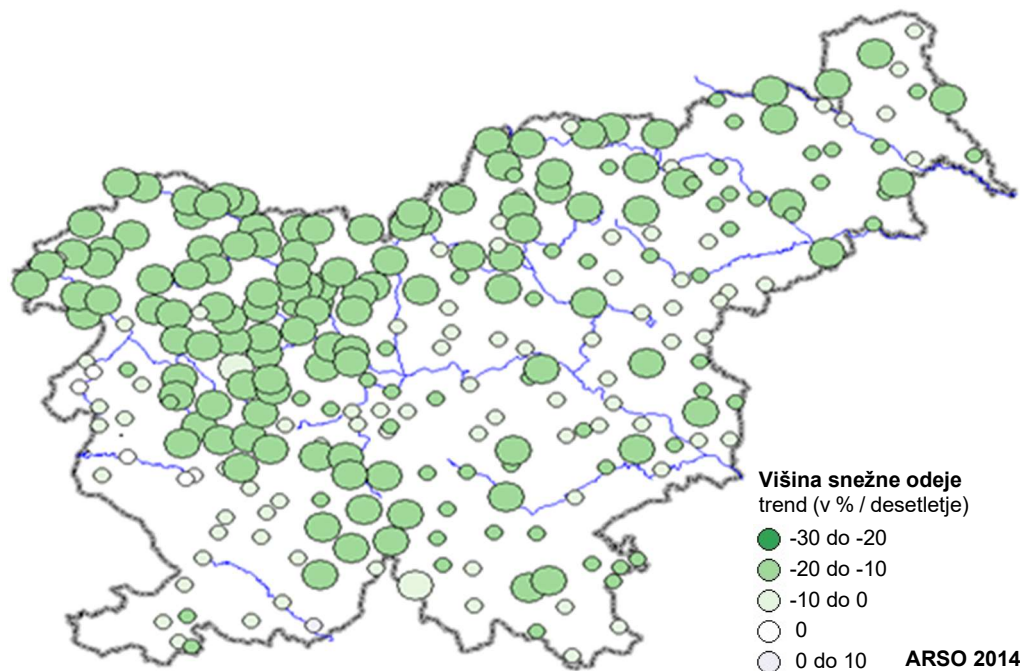 Višina snežne odeje
trend (v % / desetletje)
-30 do -20
-20 do -10
-10 do 0
0
0 do 10
ARSO 2014